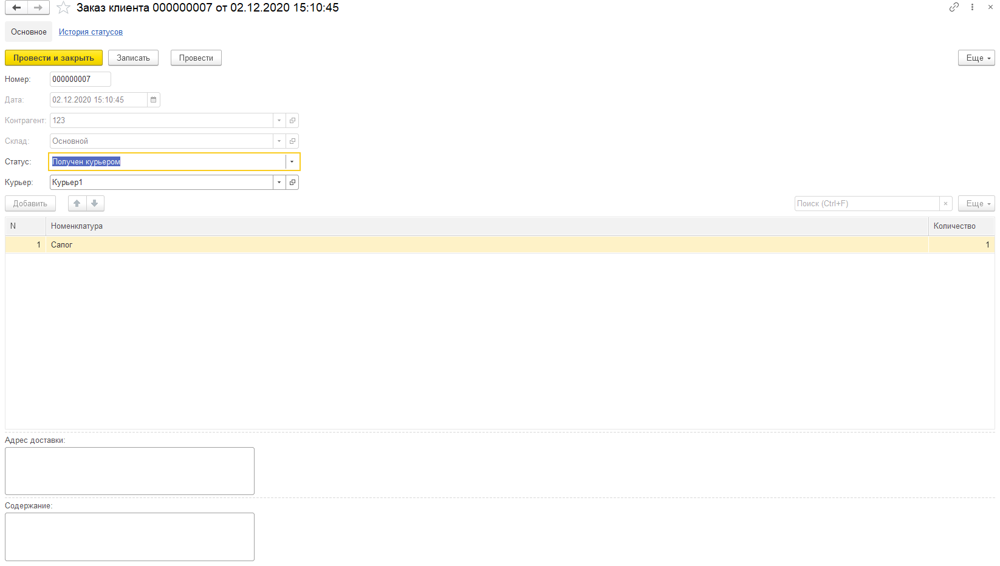 Заказ клиента 000000007 от 02.12.2020 15:10:45
Основное История статусов
Провести и закрыть Записать Провести Еще
Номер: 000000007
Дата: 02.12.2020 15:10:45
Контрагент: 123
Склад: Основной
Статус: Получен курьером
Курьер: Курьер1
Добавить Поиск (Ctrl+F) × Еще
N Номенклатура Количество
1 Сапог 1
Адрес доставки:
Содержание: